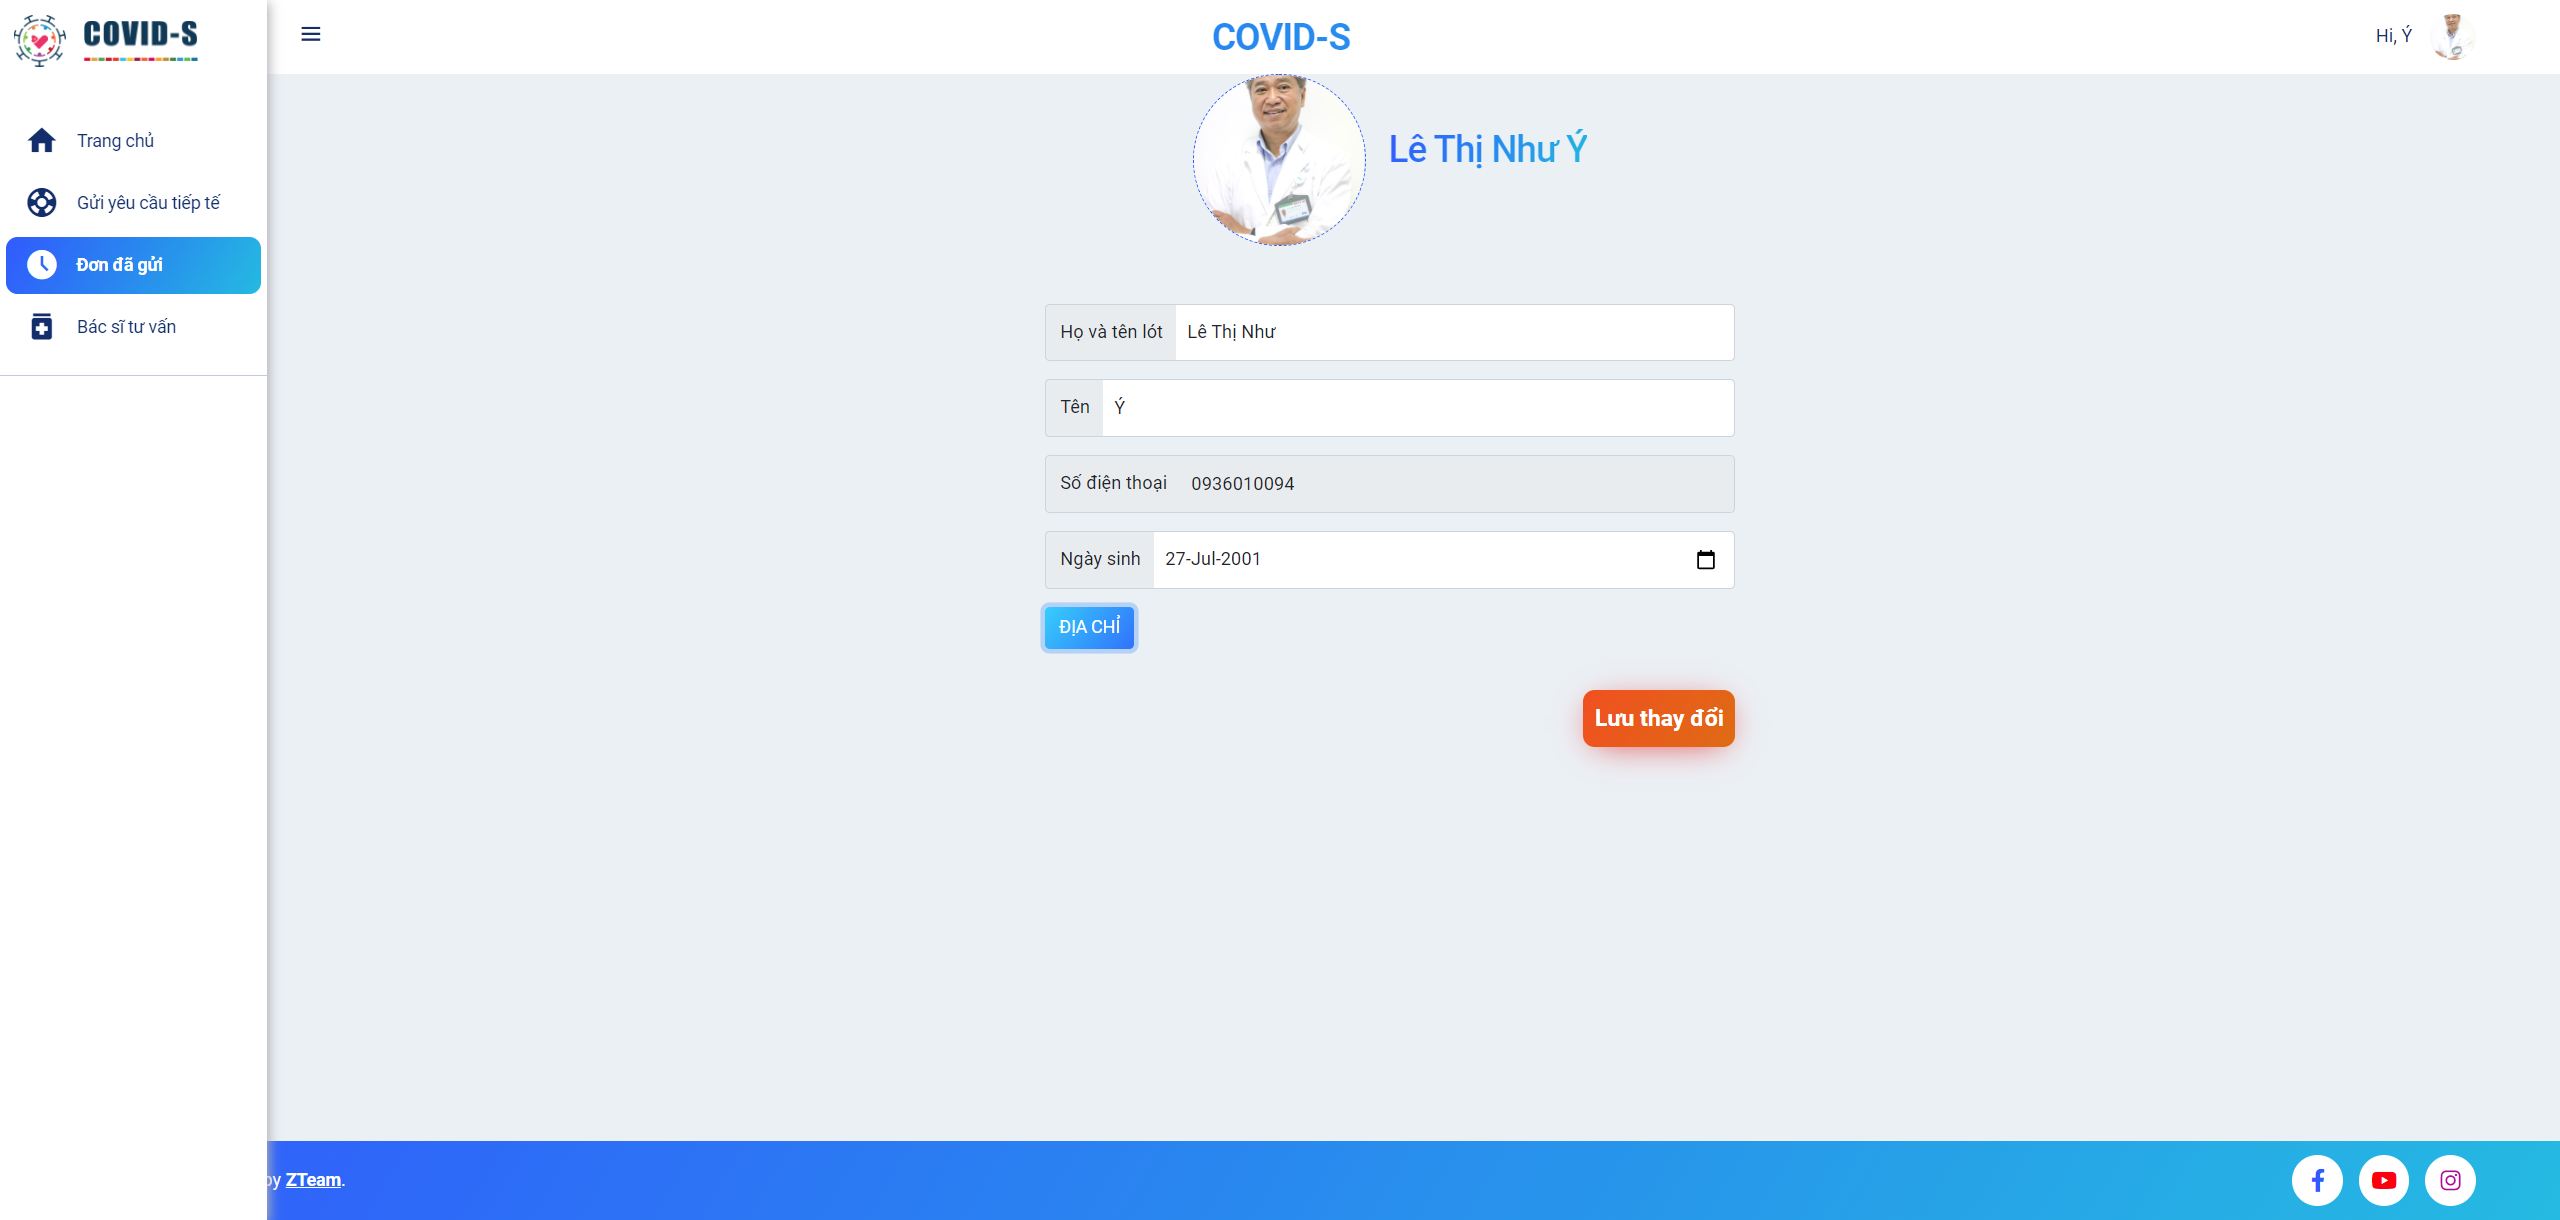 COVID-S
COVID-S
Hi, Ý
Trang chủ
Gửi yêu cầu tiếp tế
Đơn đã gửi
Bác sĩ tư vấn
Lê Thị Như Ý
Họ và tên lót Lê Thị Như
Tên Ý
Số điện thoại 0936010094
Ngày sinh 27-Jul-2001
ĐỊA CHỈ
Lưu thay đổi
by ZTeam.